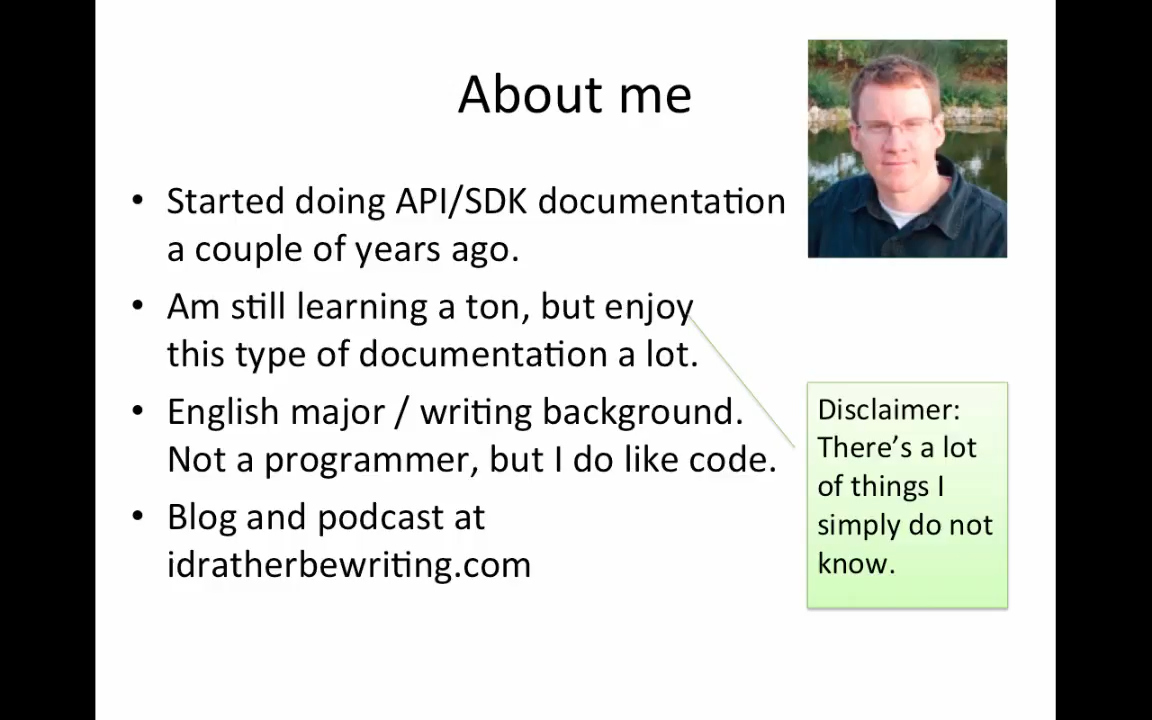 About me
• Started doing API/SDK documentation
a couple of years ago.
• Am still learning a ton, but enjoy
this type of documentation a lot.
• English major / writing background.
Not a programmer, but I do like code.
• Blog and podcast at
idratherbewriting.com
Disclaimer:
There’s a lot
of things I
simply do not
know.